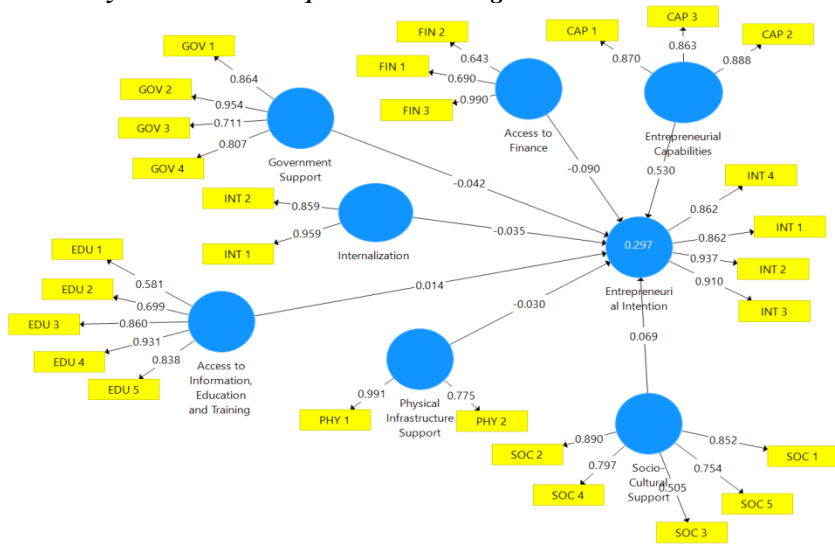 GOV 1
GOV 2
GOV 3
GOV 4
0.864
0.954
0.711
0.807
Government
Support
FIN 2
FIN 1
FIN 3
0.643
0.690
0.990
Access to
Finance
CAP 1
CAP 3
CAP 2
0.870
0.863
0.888
Entrepreneurial
Capabilities
-0.042
-0.090
0.530
INT 2
INT 1
0.859
0.959
Internalization
-0.035
0.297
Entrepreneuri
al Intention
INT 4
INT 1
INT 2
INT 3
0.862
0.862
0.937
0.910
EDU 1
EDU 2
EDU 3
EDU 4
EDU 5
0.581
0.699
0.860
0.931
0.838
Access to
Information,
Education
and Training
0.014
-0.030
0.069
PHY 1
PHY 2
0.991
0.775
Physical
Infrastructure
Support
SOC 2
SOC 4
SOC 3
SOC 5
SOC 1
0.890
0.797
0.505
0.754
0.852
Socio-
Cultural
Support